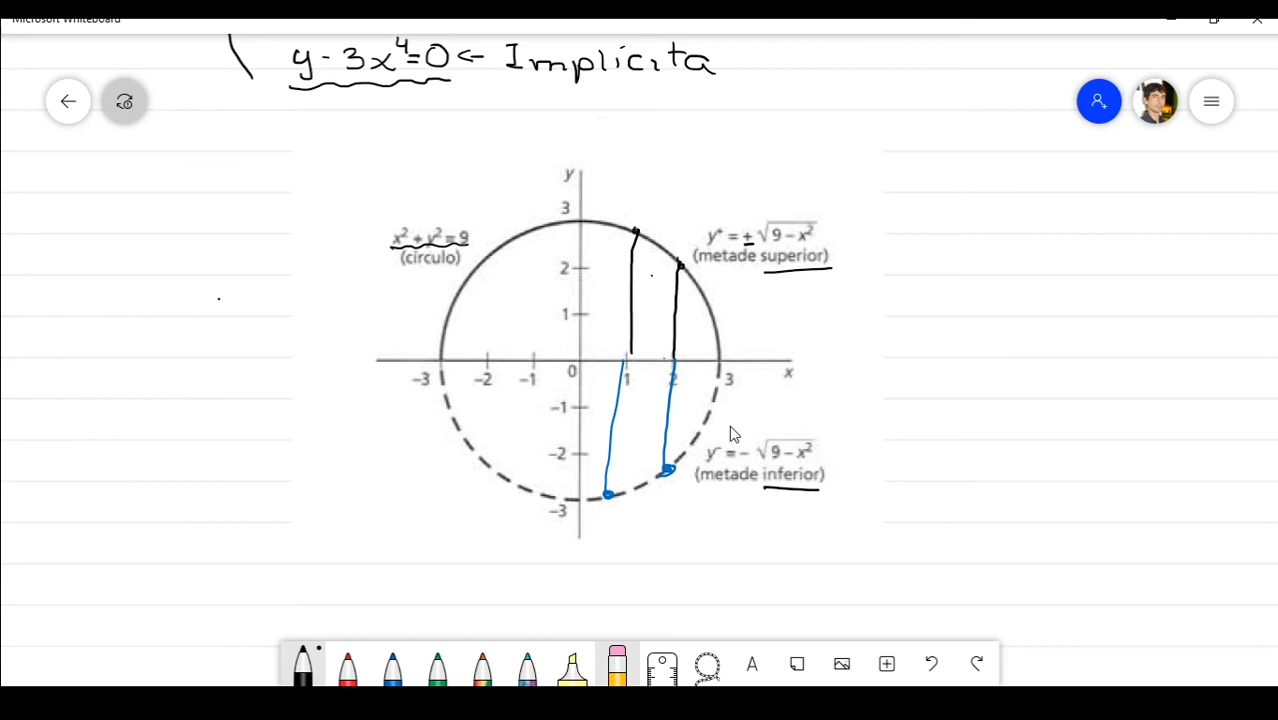 Microsoft Whiteboard
y - 3x⁴ = 0 ← Implícita
y
3
x² + y² = 9
(círculo)
y⁺ = + √9 – x²
(metade superior)
2
1
0
–3 –2 –1 1 2 3 x
–1
–2
y⁻ = – √9 – x²
(metade inferior)
–3
A